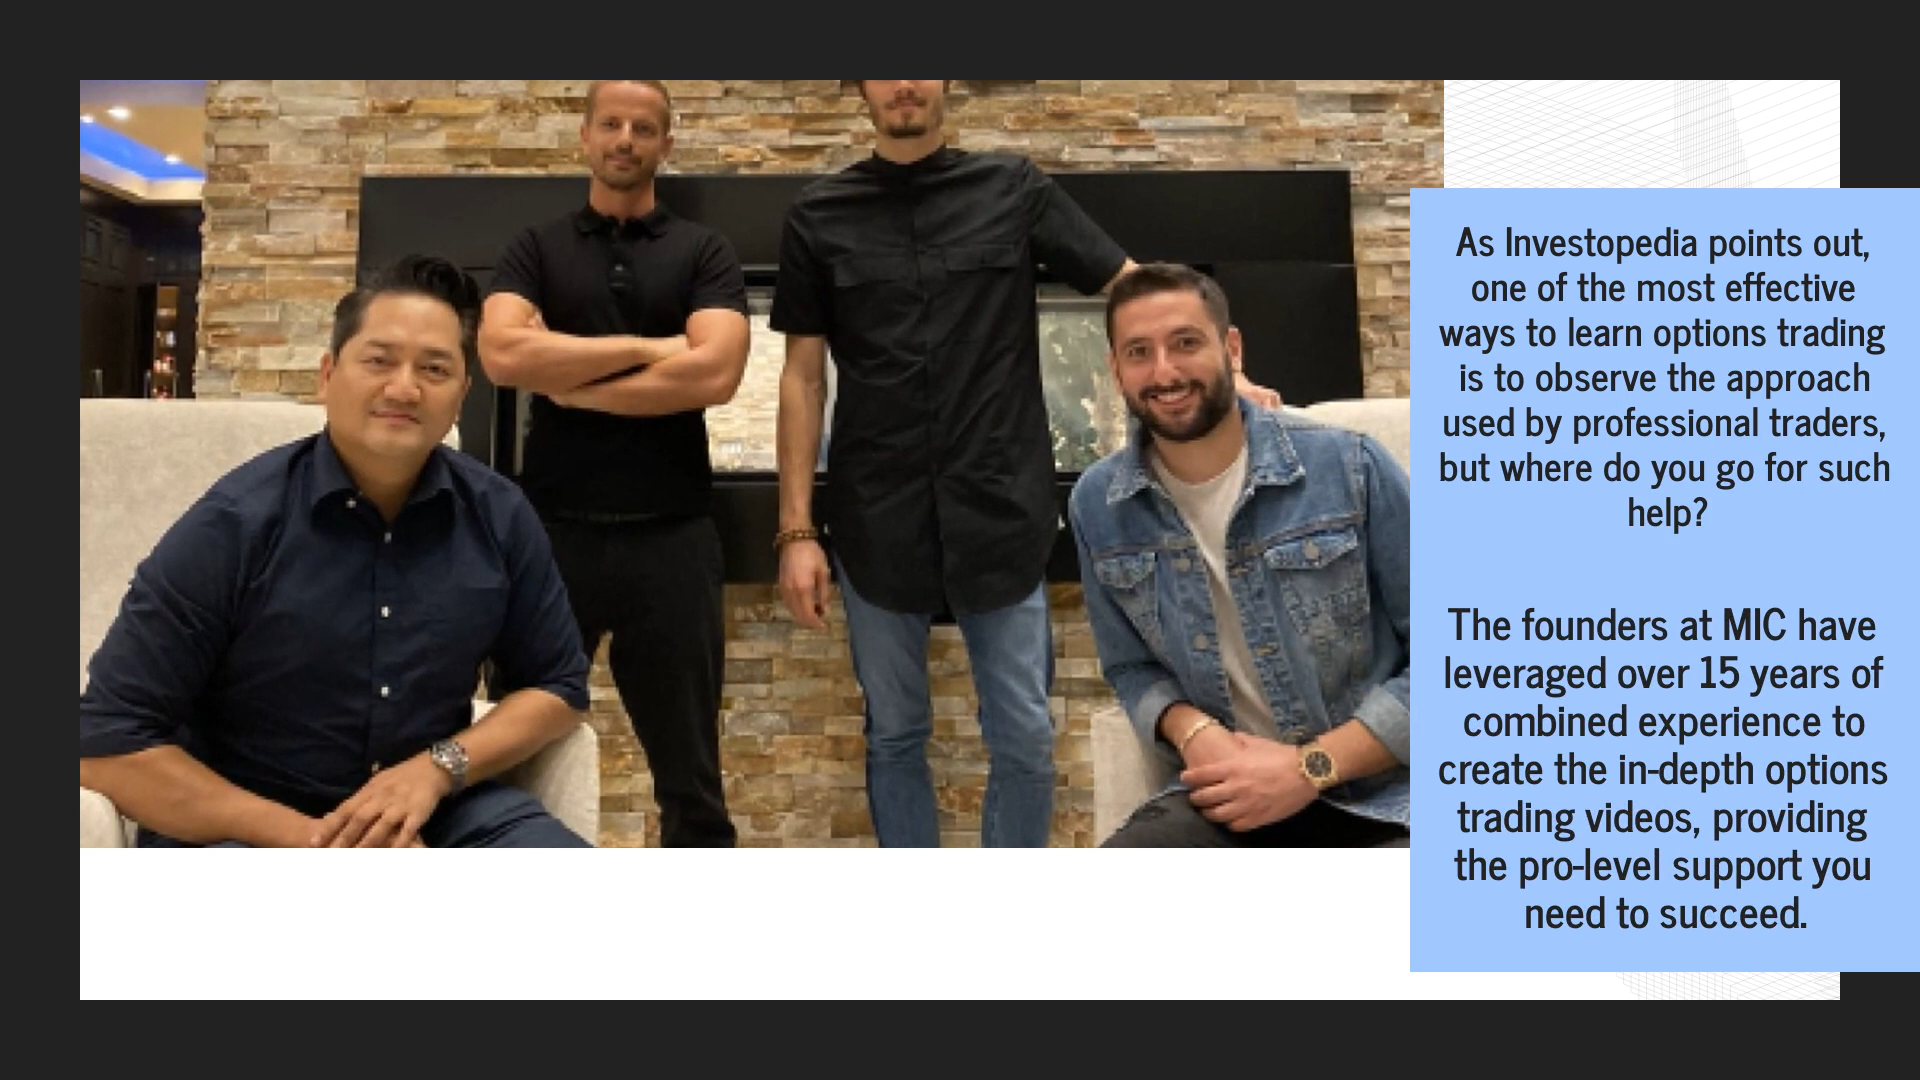 As Investopedia points out,
one of the most effective
ways to learn options trading
is to observe the approach
used by professional traders,
but where do you go for such
help?
The founders at MIC have
leveraged over 15 years of
combined experience to
create the in-depth options
trading videos, providing
the pro-level support you
need to succeed.